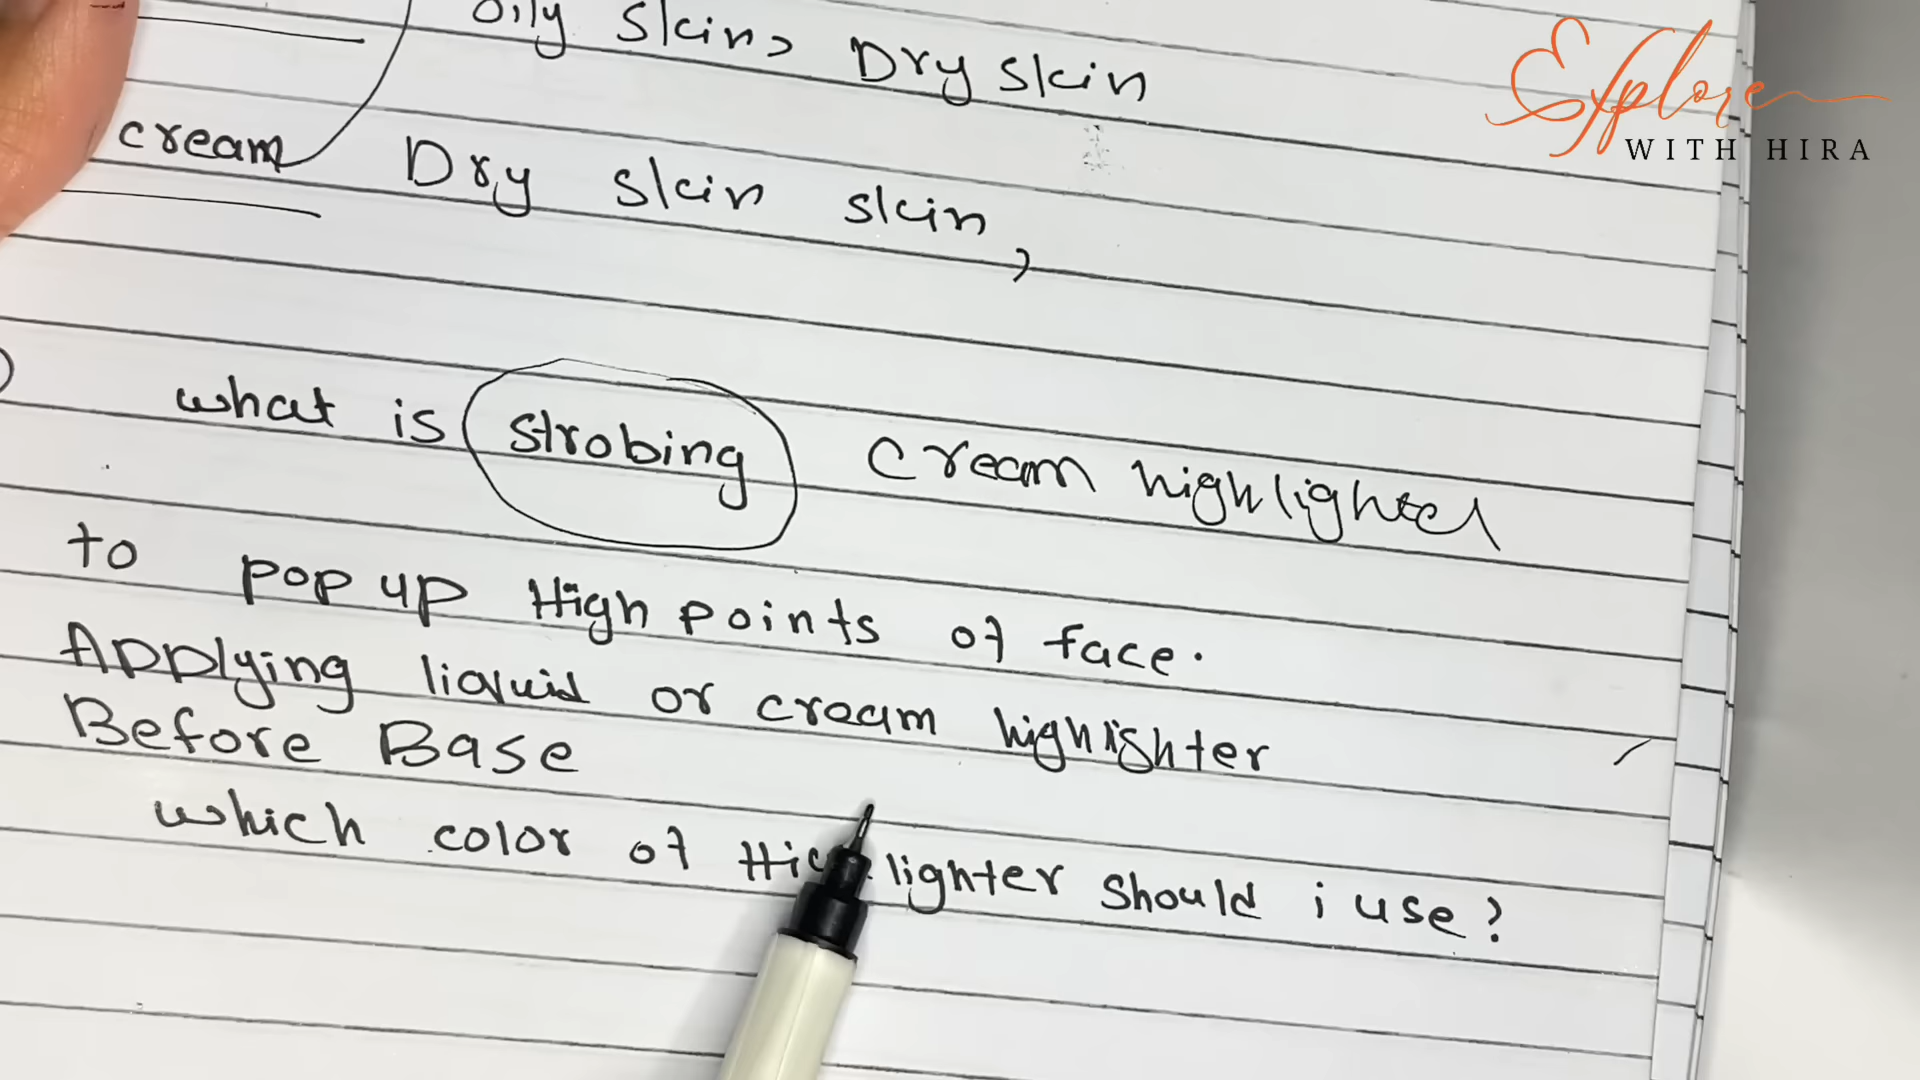 oily skin, Dry skin
Explore
WITH HIRA
cream Dry skin skin,
what is strobing cream highlighter
to pop up High points of face.
Applying liquid or cream highlighter
Before Base
which color of Highlighter should i use?